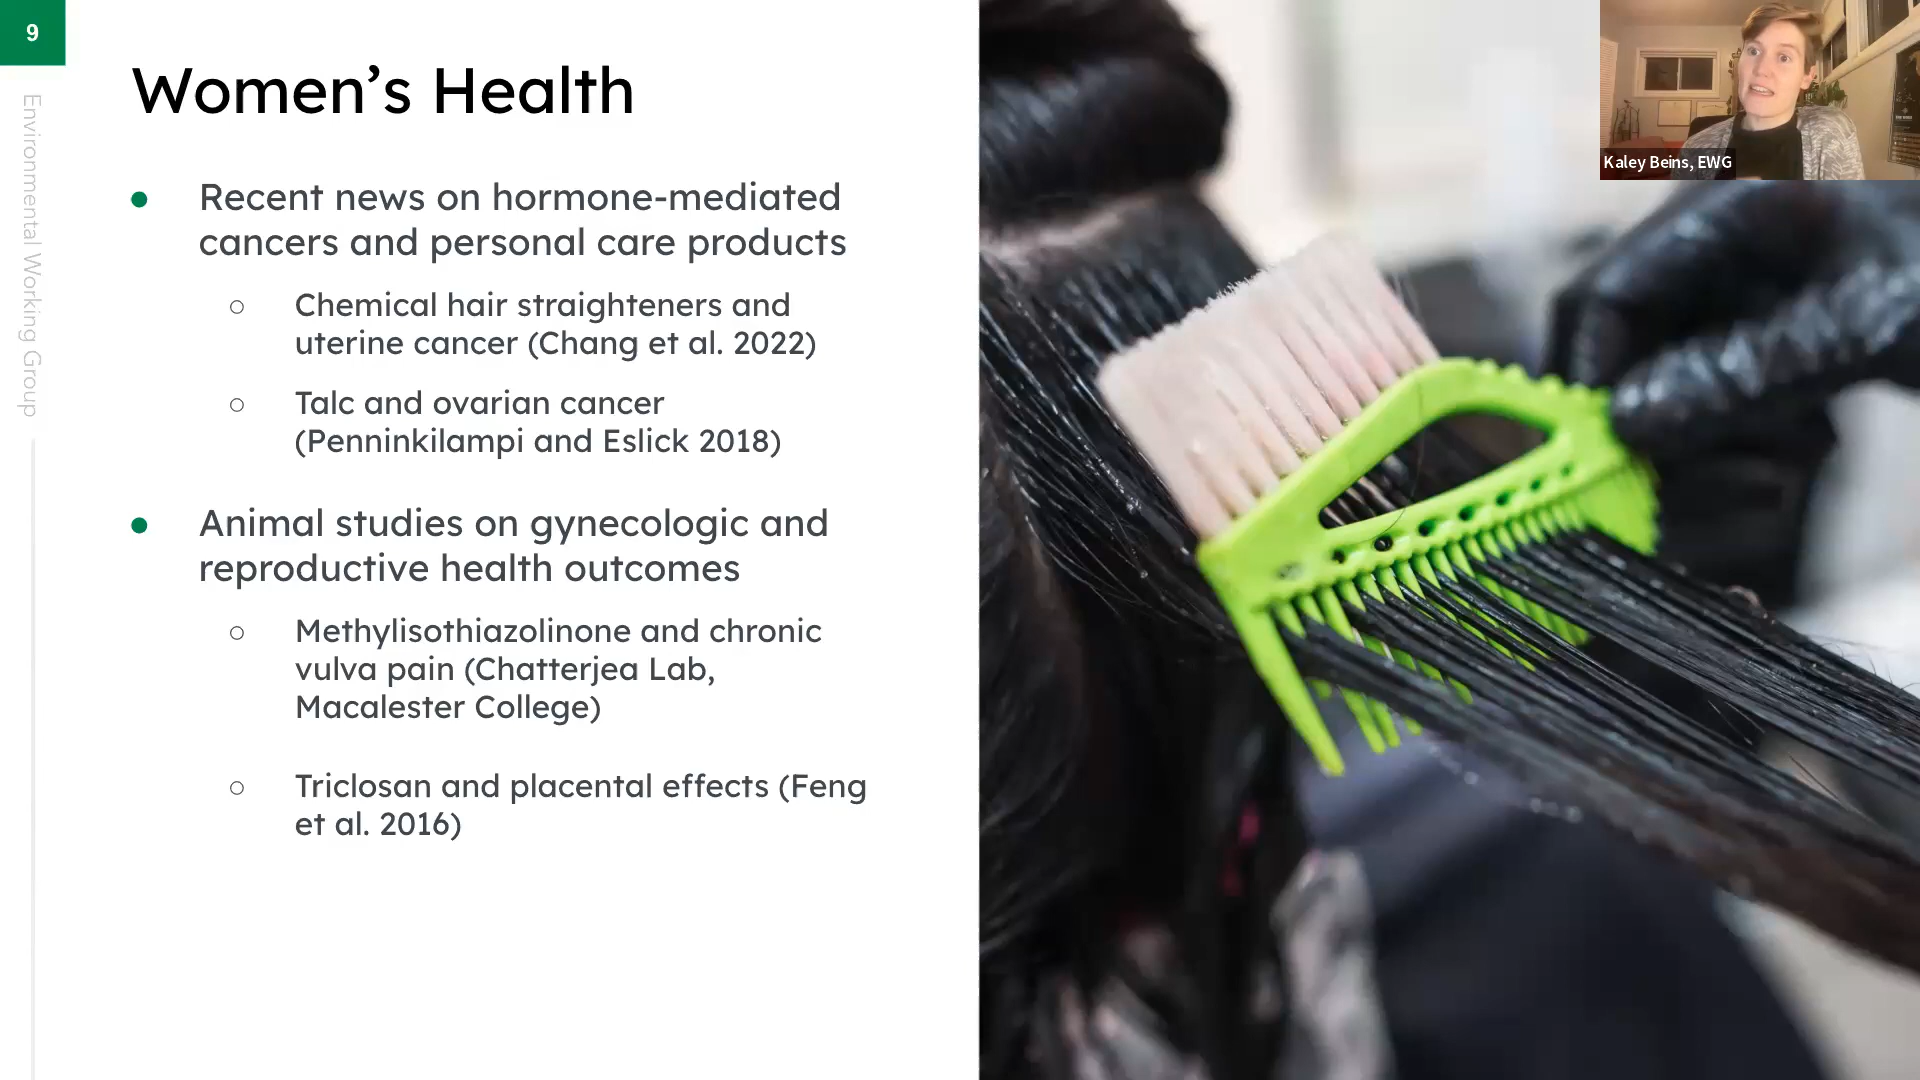 9
Environmental Working Group
Women’s Health
Recent news on hormone-mediated
cancers and personal care products
Chemical hair straighteners and
uterine cancer (Chang et al. 2022)
Talc and ovarian cancer
(Penninkilampi and Eslick 2018)
Animal studies on gynecologic and
reproductive health outcomes
Methylisothiazolinone and chronic
vulva pain (Chatterjea Lab,
Macalester College)
Triclosan and placental effects (Feng
et al. 2016)
Kaley Beins, EWG